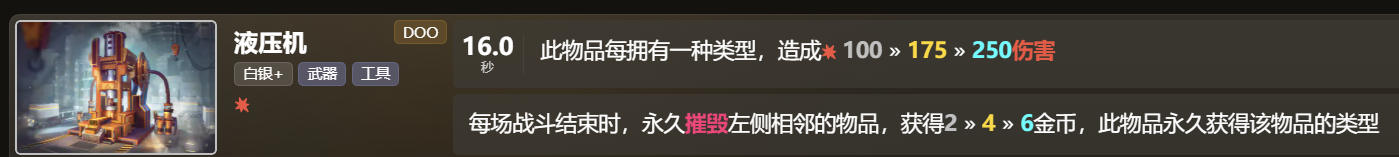 液压机
DOO
白银+ 武器 工具
16.0
秒
此物品每拥有一种类型，造成 100 » 175 » 250伤害
每场战斗结束时，永久摧毁左侧相邻的物品，获得2 » 4 » 6金币，此物品永久获得该物品的类型